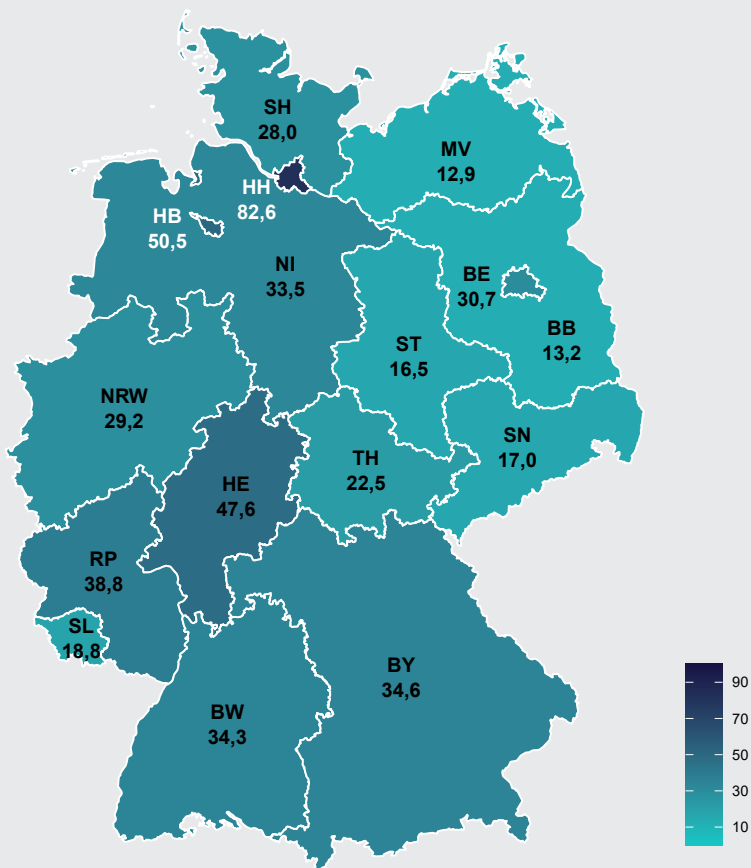 SH
28,0
MV
12,9
HH
82,6
HB
50,5
NI
33,5
BE
30,7
BB
13,2
ST
16,5
NRW
29,2
SN
17,0
TH
22,5
HE
47,6
RP
38,8
SL
18,8
BY
34,6
BW
34,3
90
70
50
30
10